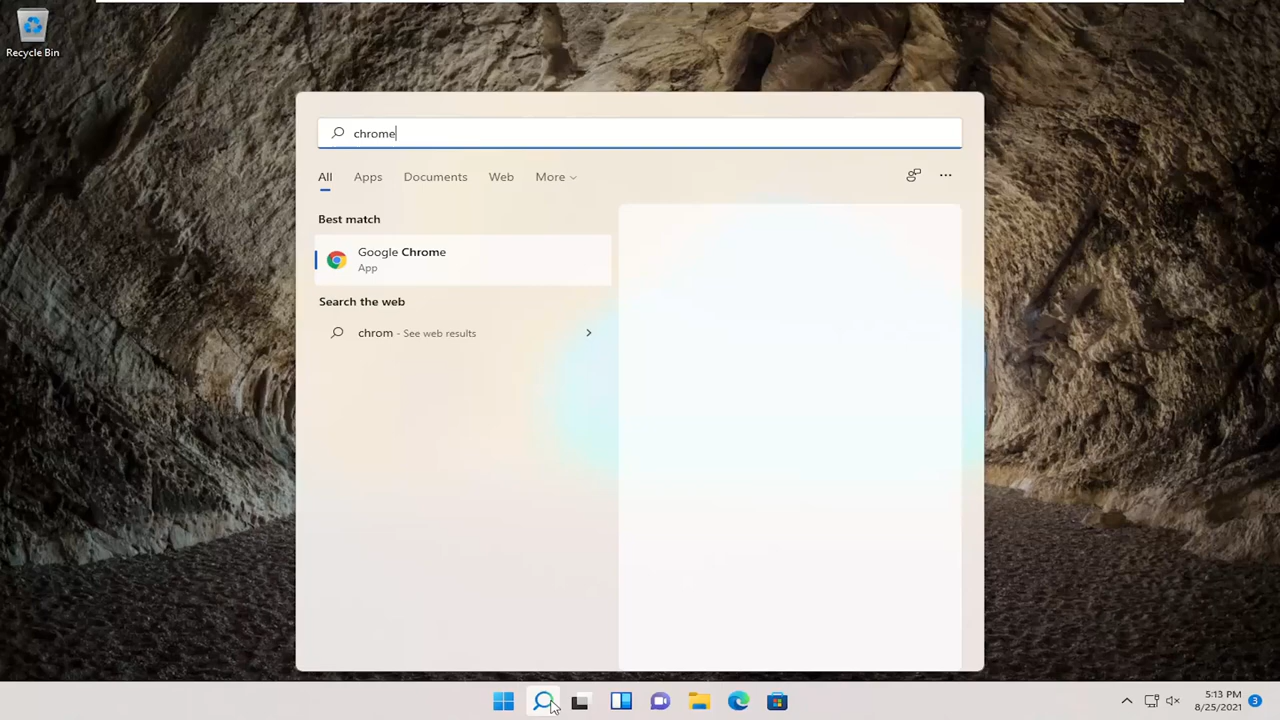 Recycle Bin
chrome
All Apps Documents Web More
Best match
Google Chrome
App
Search the web
chrom - See web results
5:13 PM
8/25/2021
3